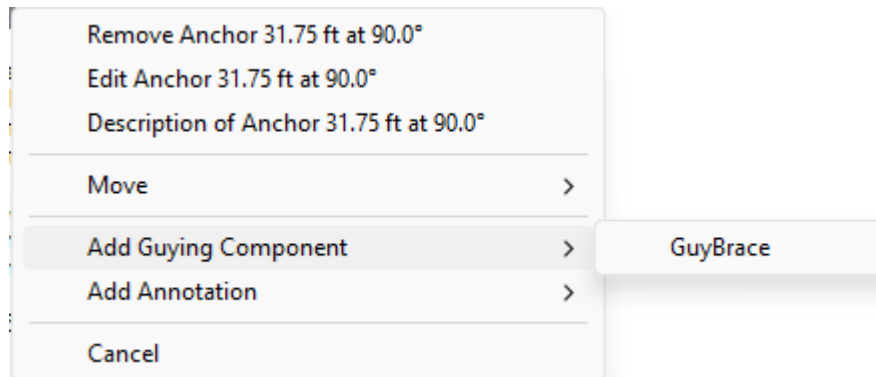 Remove Anchor 31.75 ft at 90.0°
Edit Anchor 31.75 ft at 90.0°
Description of Anchor 31.75 ft at 90.0°
Move
Add Guying Component
GuyBrace
Add Annotation
Cancel